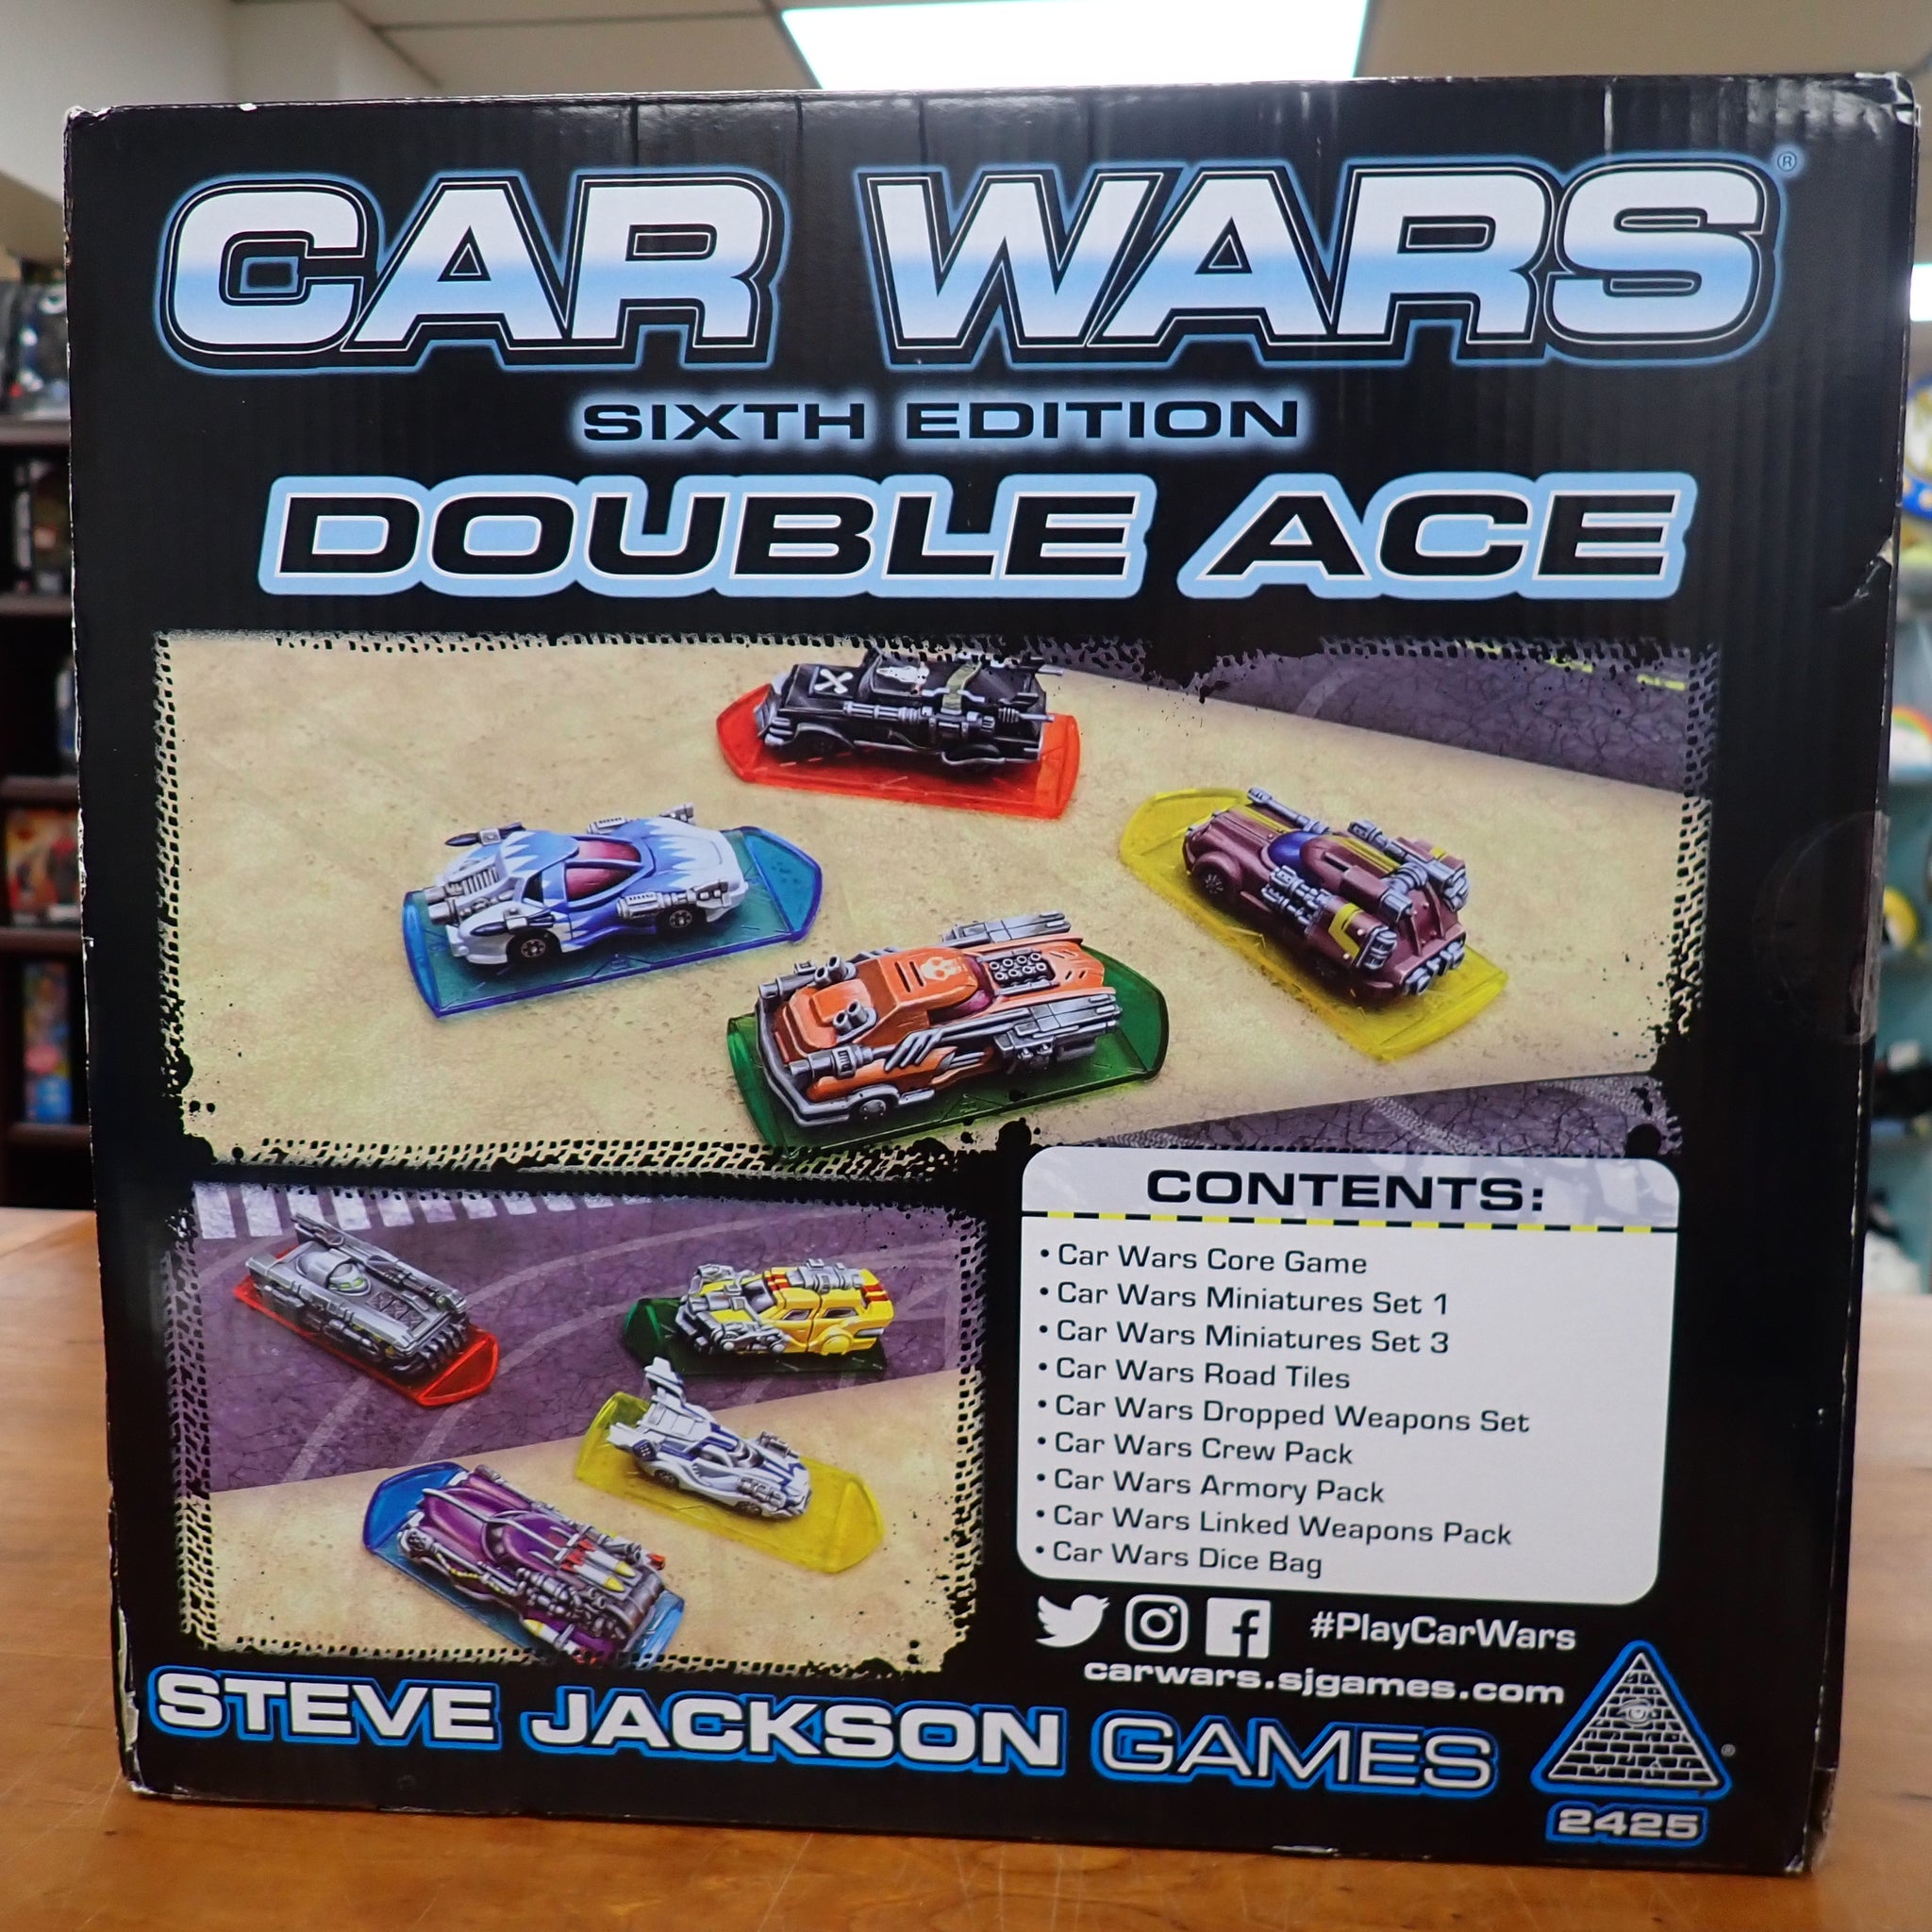 CAR WARS®
SIXTH EDITION
DOUBLE ACE
CONTENTS:
• Car Wars Core Game
• Car Wars Miniatures Set 1
• Car Wars Miniatures Set 3
• Car Wars Road Tiles
• Car Wars Dropped Weapons Set
• Car Wars Crew Pack
• Car Wars Armory Pack
• Car Wars Linked Weapons Pack
• Car Wars Dice Bag
#PlayCarWars
carwars.sjgames.com
STEVE JACKSON GAMES
®
2425